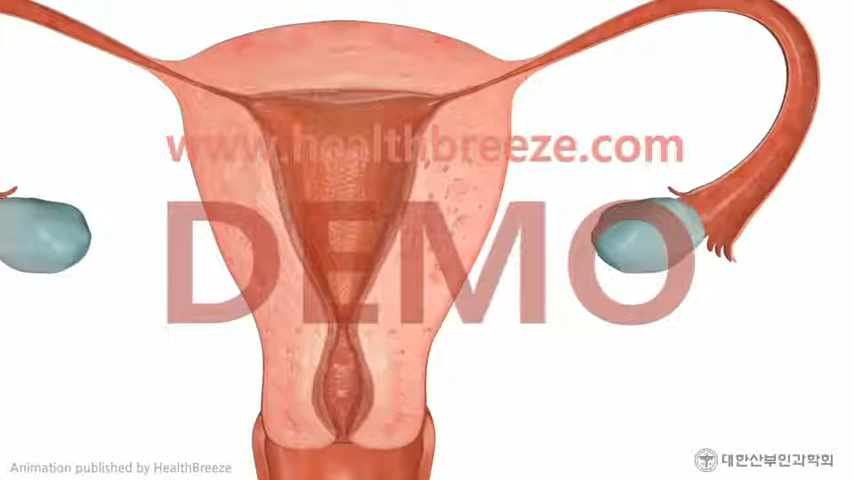 www.healthbreeze.com
DEMO
Animation published by HealthBreeze
대한산부인과학회